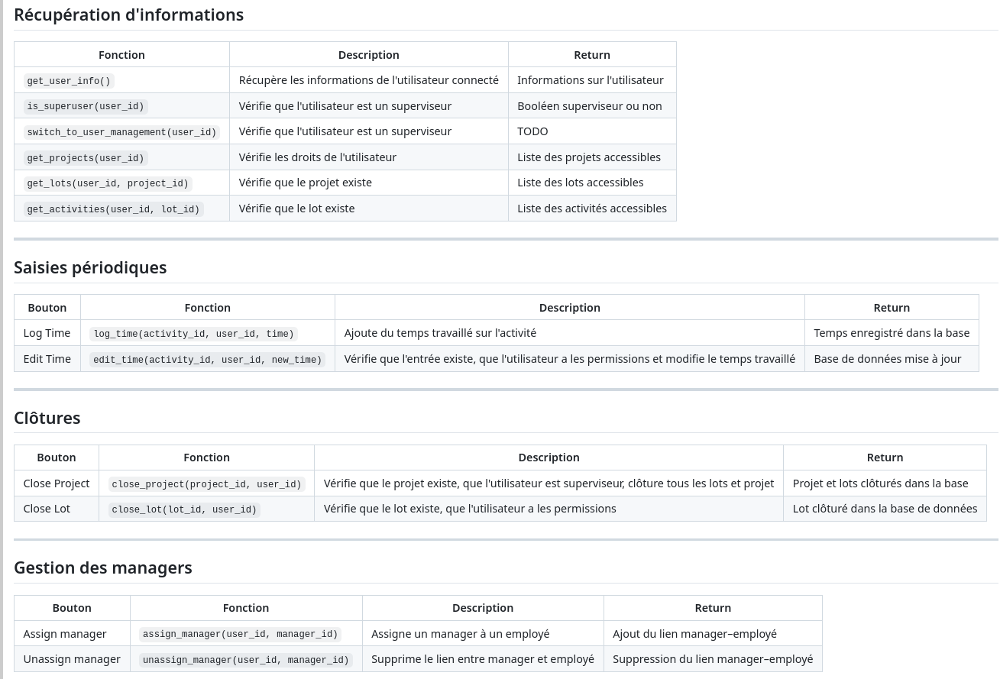 Récupération d'informations
Fonction Description Return
get_user_info() Récupère les informations de l'utilisateur connecté Informations sur l'utilisateur
is_superuser(user_id) Vérifie que l'utilisateur est un superviseur Booléen superviseur ou non
switch_to_user_management(user_id) Vérifie que l'utilisateur est un superviseur TODO
get_projects(user_id) Vérifie les droits de l'utilisateur Liste des projets accessibles
get_lots(user_id, project_id) Vérifie que le projet existe Liste des lots accessibles
get_activities(user_id, lot_id) Vérifie que le lot existe Liste des activités accessibles
Saisies périodiques
Bouton Fonction Description Return
Log Time log_time(activity_id, user_id, time) Ajoute du temps travaillé sur l'activité Temps enregistré dans la base
Edit Time edit_time(activity_id, user_id, new_time) Vérifie que l'entrée existe, que l'utilisateur a les permissions et modifie le temps travaillé Base de données mise à jour
Clôtures
Bouton Fonction Description Return
Close Project close_project(project_id, user_id) Vérifie que le projet existe, que l'utilisateur est superviseur, clôture tous les lots et projet Projet et lots clôturés dans la base
Close Lot close_lot(lot_id, user_id) Vérifie que le lot existe, que l'utilisateur a les permissions Lot clôturé dans la base de données
Gestion des managers
Bouton Fonction Description Return
Assign manager assign_manager(user_id, manager_id) Assigne un manager à un employé Ajout du lien manager–employé
Unassign manager unassign_manager(user_id, manager_id) Supprime le lien entre manager et employé Suppression du lien manager–employé